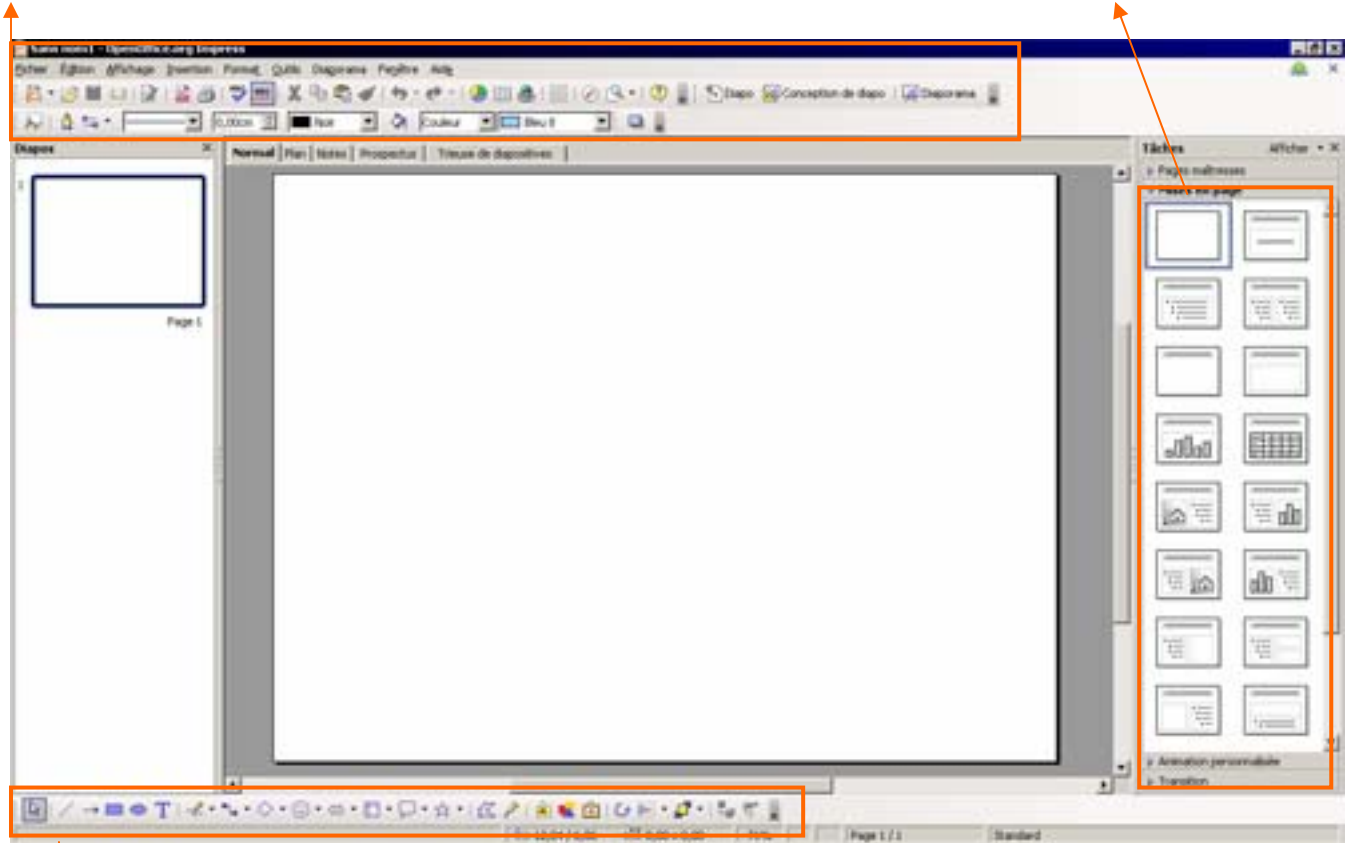 Sans nom1 - OpenOffice.org Impress
Fichier Édition Affichage Insertion Format Outils Diaporama Fenêtre Aide
Diapo Conception de diapo Diaporama
0,00cm Noir Couleur Bleu 8
Diapos
Normal Plan Notes Prospectus Trieuse de diapositives
Tâches Afficher
Pages maîtresses
Mises en page
1
Page 1
Animation personnalisée
Transition
Page 1 / 1 Standard